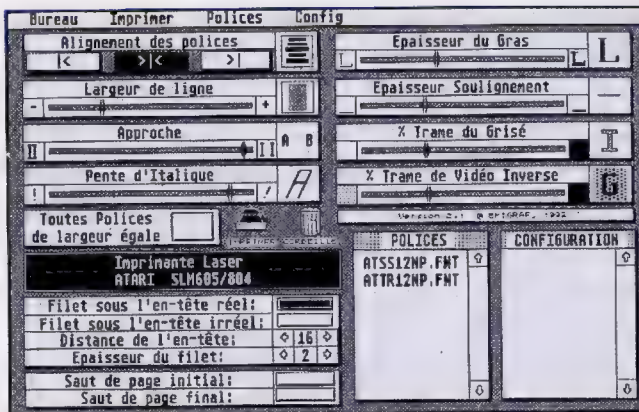 Bureau Imprimer Polices Config
Alignement des polices
|< >|< >|
Largeur de ligne
- +
Approche
A B
Pente d'Italique
! /
Toutes Polices
de largeur égale
CORBEILLE
Imprimante Laser
ATARI SLM605/804
Filet sous l'en-tête réel:
Filet sous l'en-tête irréel:
Distance de l'en-tête: 16
Epaisseur du filet: 2
Saut de page initial:
Saut de page final:
Epaisseur du Gras
L L L
Epaisseur Soulignement
% Trame du Grisé
I
% Trame de Vidéo Inverse
G
POLICES
ATSS12NP.FNT
ATTR12NP.FNT
CONFIGURATION